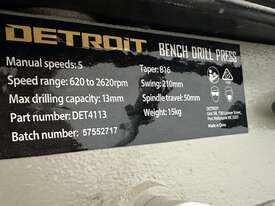 DETROIT BENCH DRILL PRESS
Manual speeds: 5
Speed range: 620 to 2620rpm
Max drilling capacity: 13mm
Part number: DET4113
Batch number: 57552717
Taper: B16
Swing: 210mm
Spindle travel: 50mm
Weight: 15kg
DETROIT
Made in China